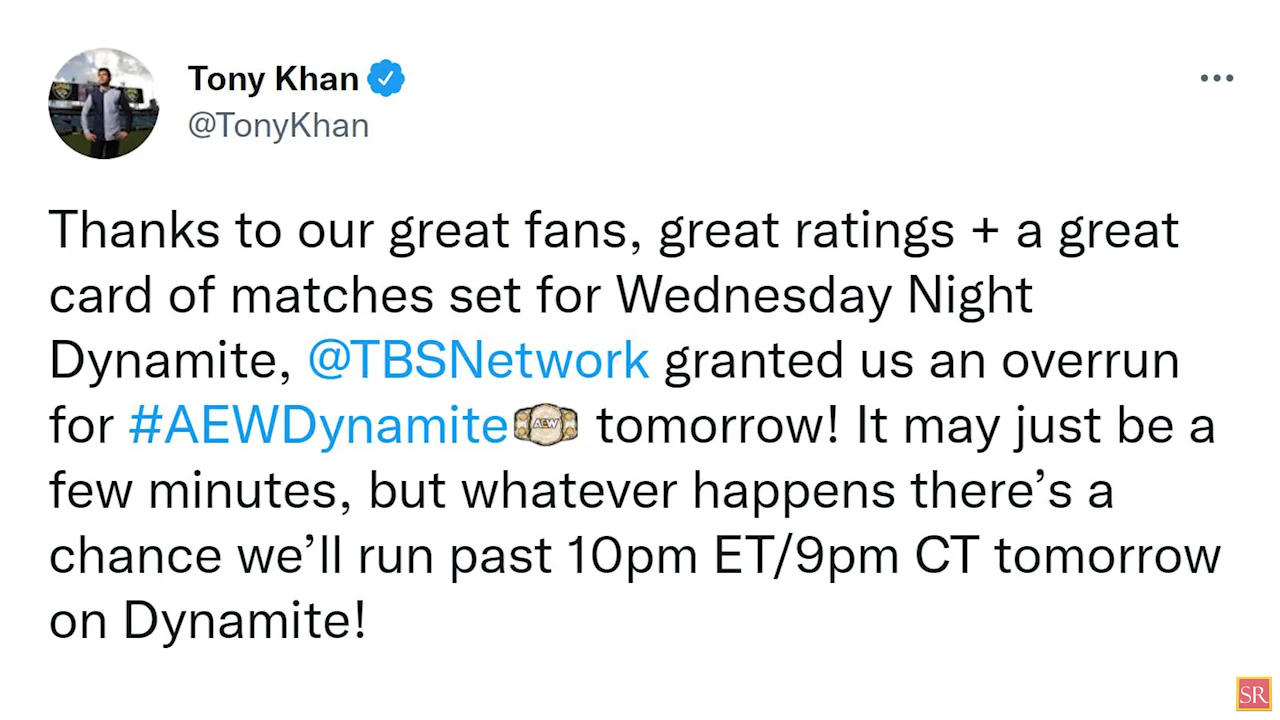 Tony Khan
@TonyKhan
Thanks to our great fans, great ratings + a great
card of matches set for Wednesday Night
Dynamite, @TBSNetwork granted us an overrun
for #AEWDynamite AEW tomorrow! It may just be a
few minutes, but whatever happens there’s a
chance we’ll run past 10pm ET/9pm CT tomorrow
on Dynamite!
SR